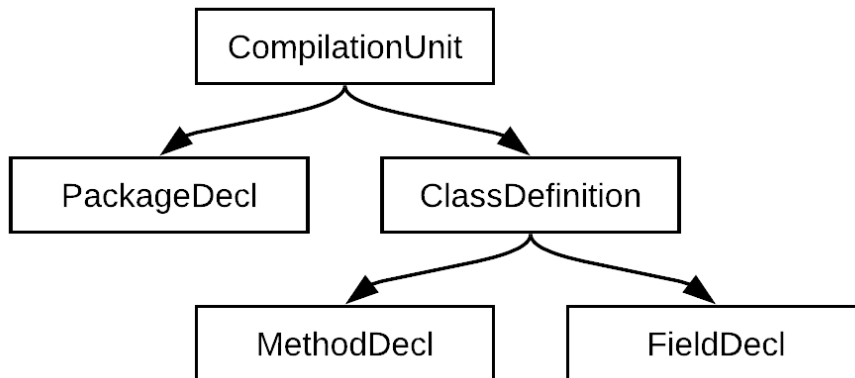 CompilationUnit
PackageDecl
ClassDefinition
MethodDecl
FieldDecl